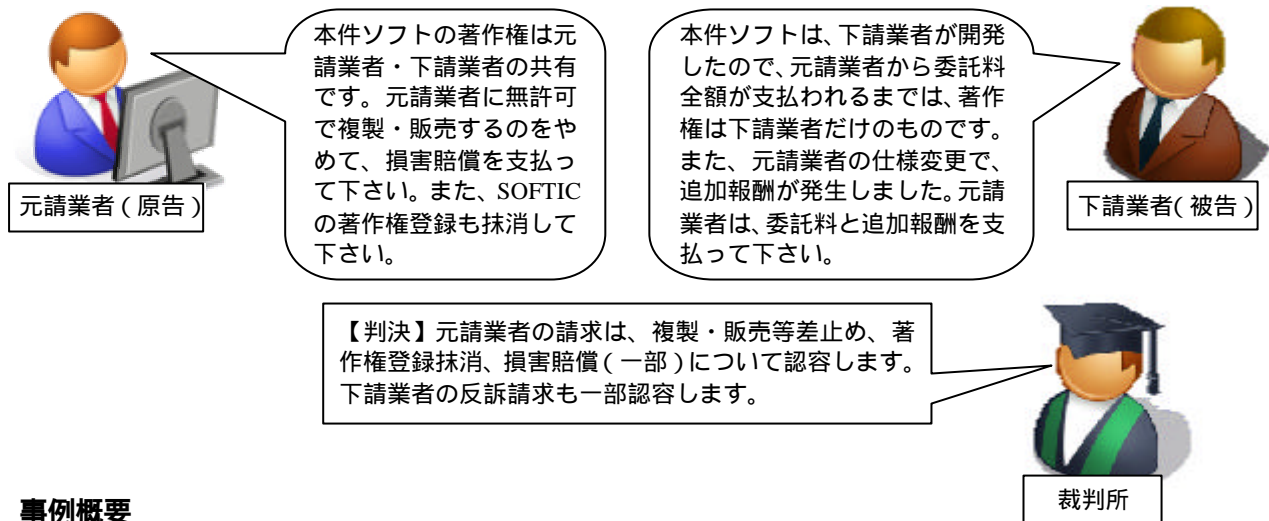 本件ソフトの著作権は元
請業者・下請業者の共有
です。元請業者に無許可
で複製・販売するのをや
めて、損害賠償を支払っ
て下さい。また、SOFTIC
の著作権登録も抹消して
下さい。
元請業者（原告）
本件ソフトは、下請業者が開発
したので、元請業者から委託料
全額が支払われるまでは、著作
権は下請業者だけのものです。
また、元請業者の仕様変更で、
追加報酬が発生しました。元請
業者は、委託料と追加報酬を支
払って下さい。
下請業者（被告）
【判決】元請業者の請求は、複製・販売等差止め、著
作権登録抹消、損害賠償（一部）について認容します。
下請業者の反訴請求も一部認容します。
裁判所
事例概要